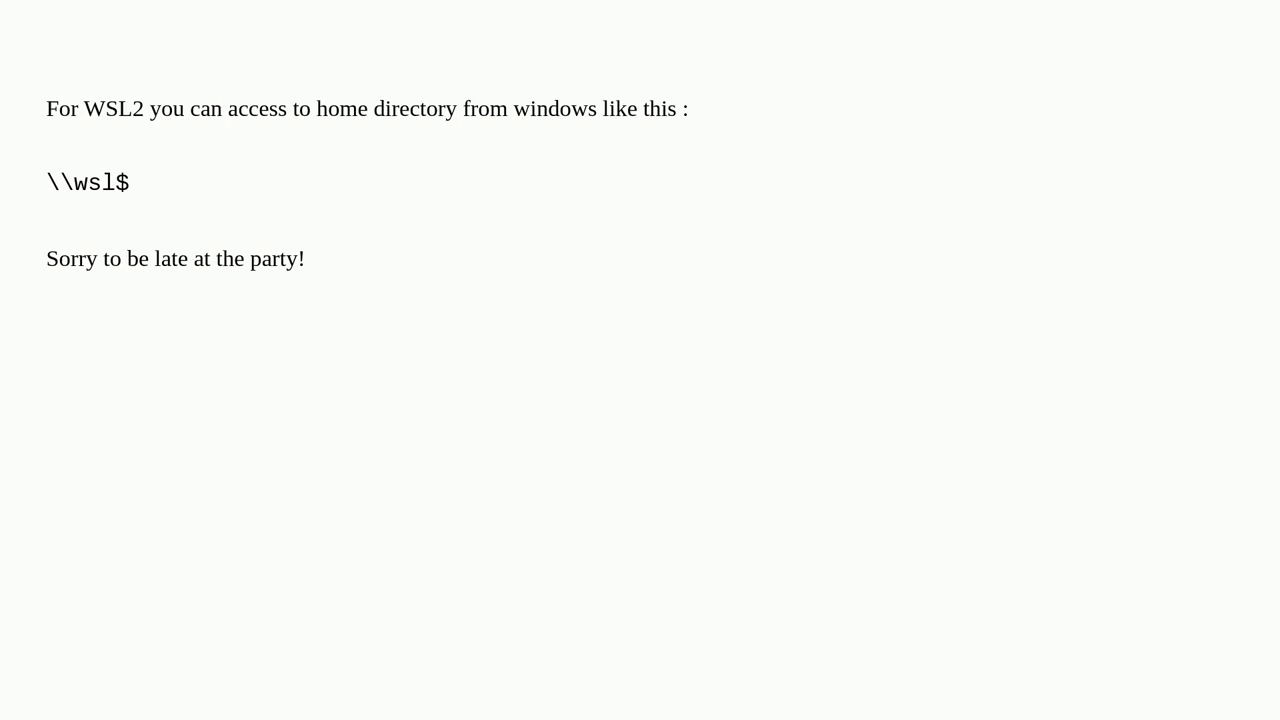 For WSL2 you can access to home directory from windows like this :
\\wsl$
Sorry to be late at the party!